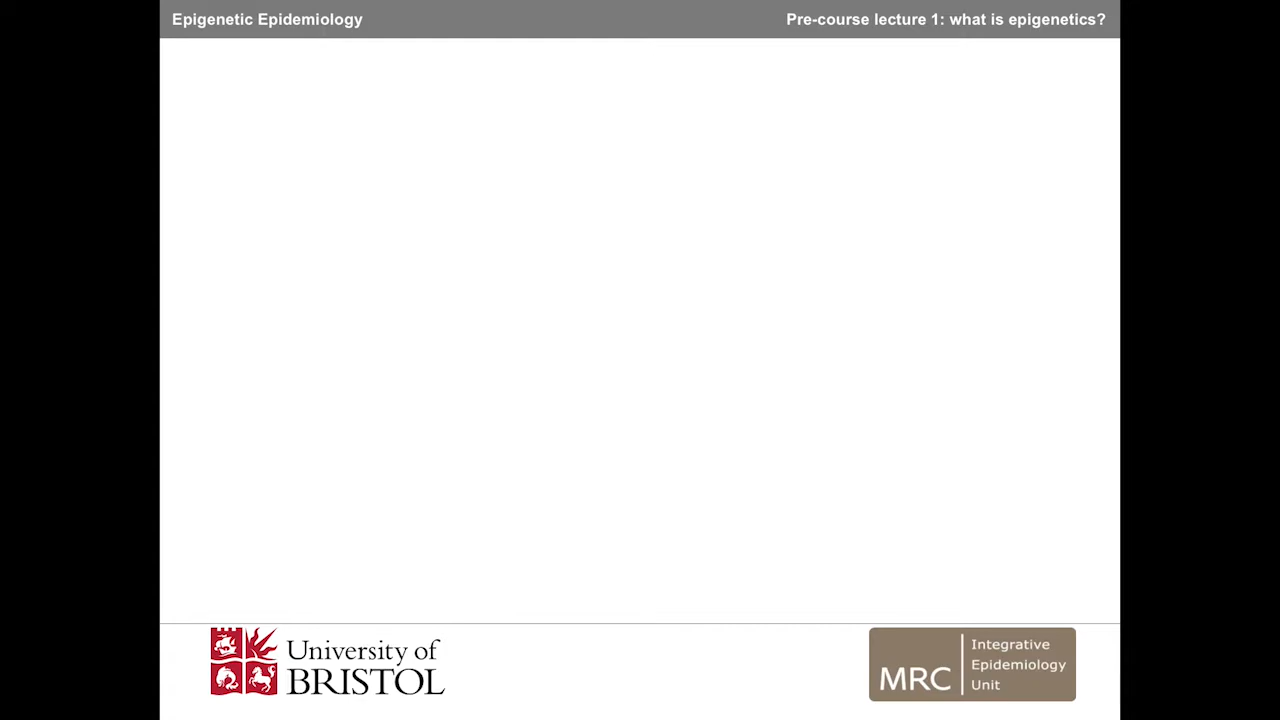 Epigenetic Epidemiology
Pre-course lecture 1: what is epigenetics?
University of
BRISTOL
MRC
Integrative
Epidemiology
Unit